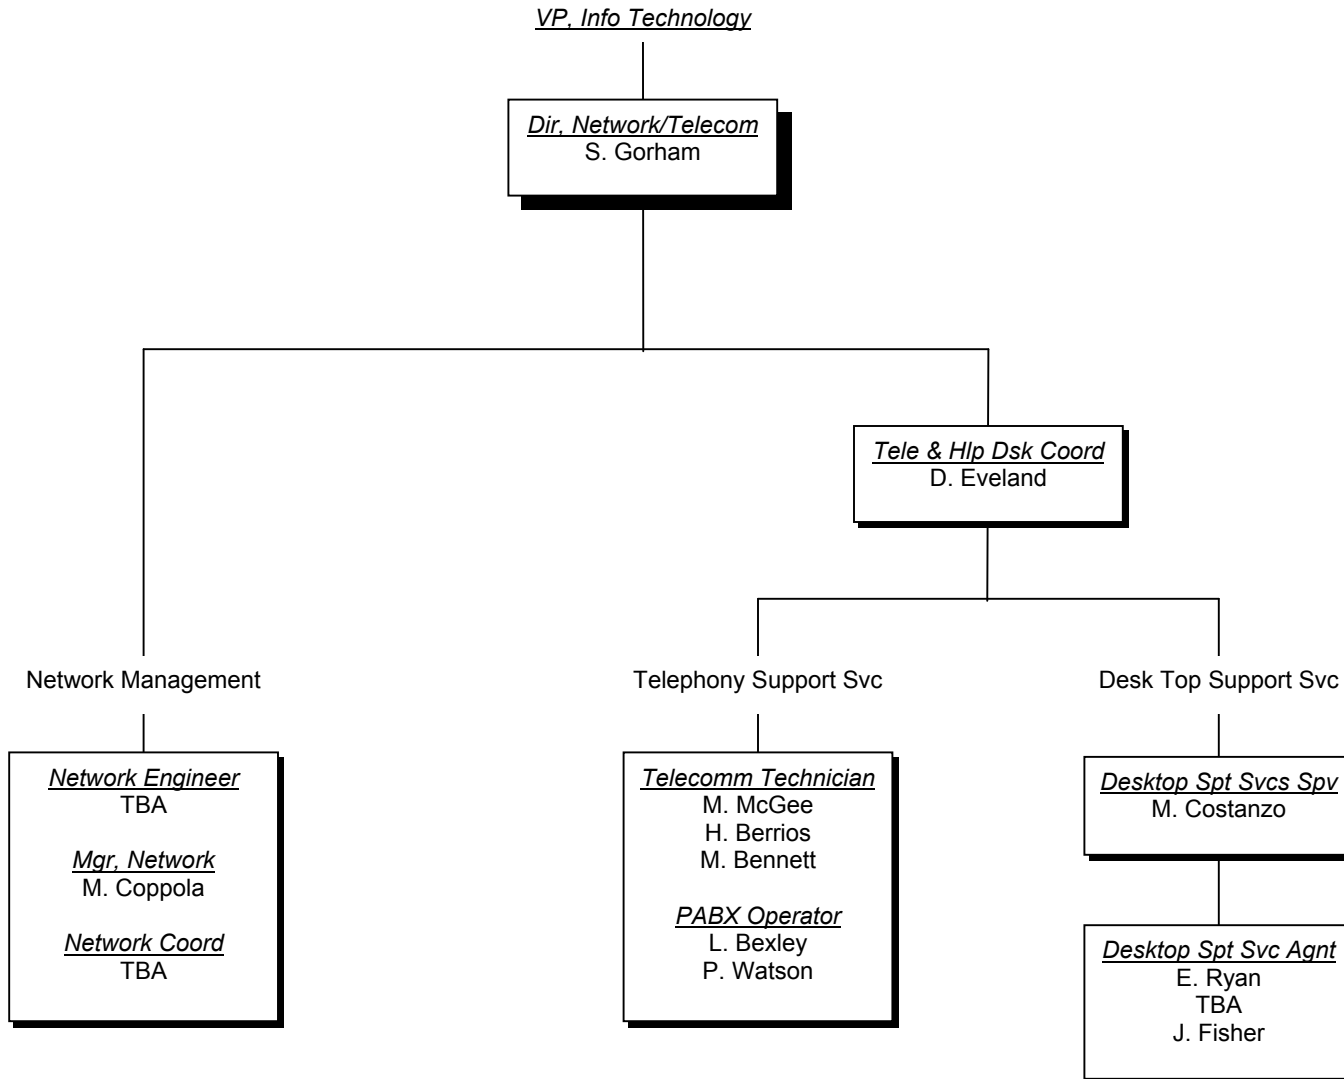 VP, Info Technology
Dir, Network/Telecom
S. Gorham
Tele & Hlp Dsk Coord
D. Eveland
Network Management
Telephony Support Svc
Desk Top Support Svc
Network Engineer
TBA
Mgr, Network
M. Coppola
Network Coord
TBA
Telecomm Technician
M. McGee
H. Berrios
M. Bennett
PABX Operator
L. Bexley
P. Watson
Desktop Spt Svcs Spv
M. Costanzo
Desktop Spt Svc Agnt
E. Ryan
TBA
J. Fisher